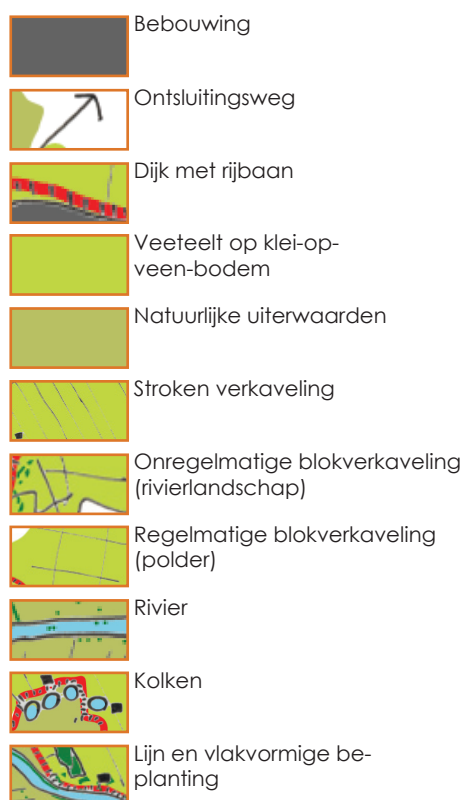 Bebouwing
Ontsluitingsweg
Dijk met rijbaan
Veeteelt op klei-op-
veen-bodem
Natuurlijke uiterwaarden
Stroken verkaveling
Onregelmatige blokverkaveling
(rivierlandschap)
Regelmatige blokverkaveling
(polder)
Rivier
Kolken
Lijn en vlakvormige be-
planting